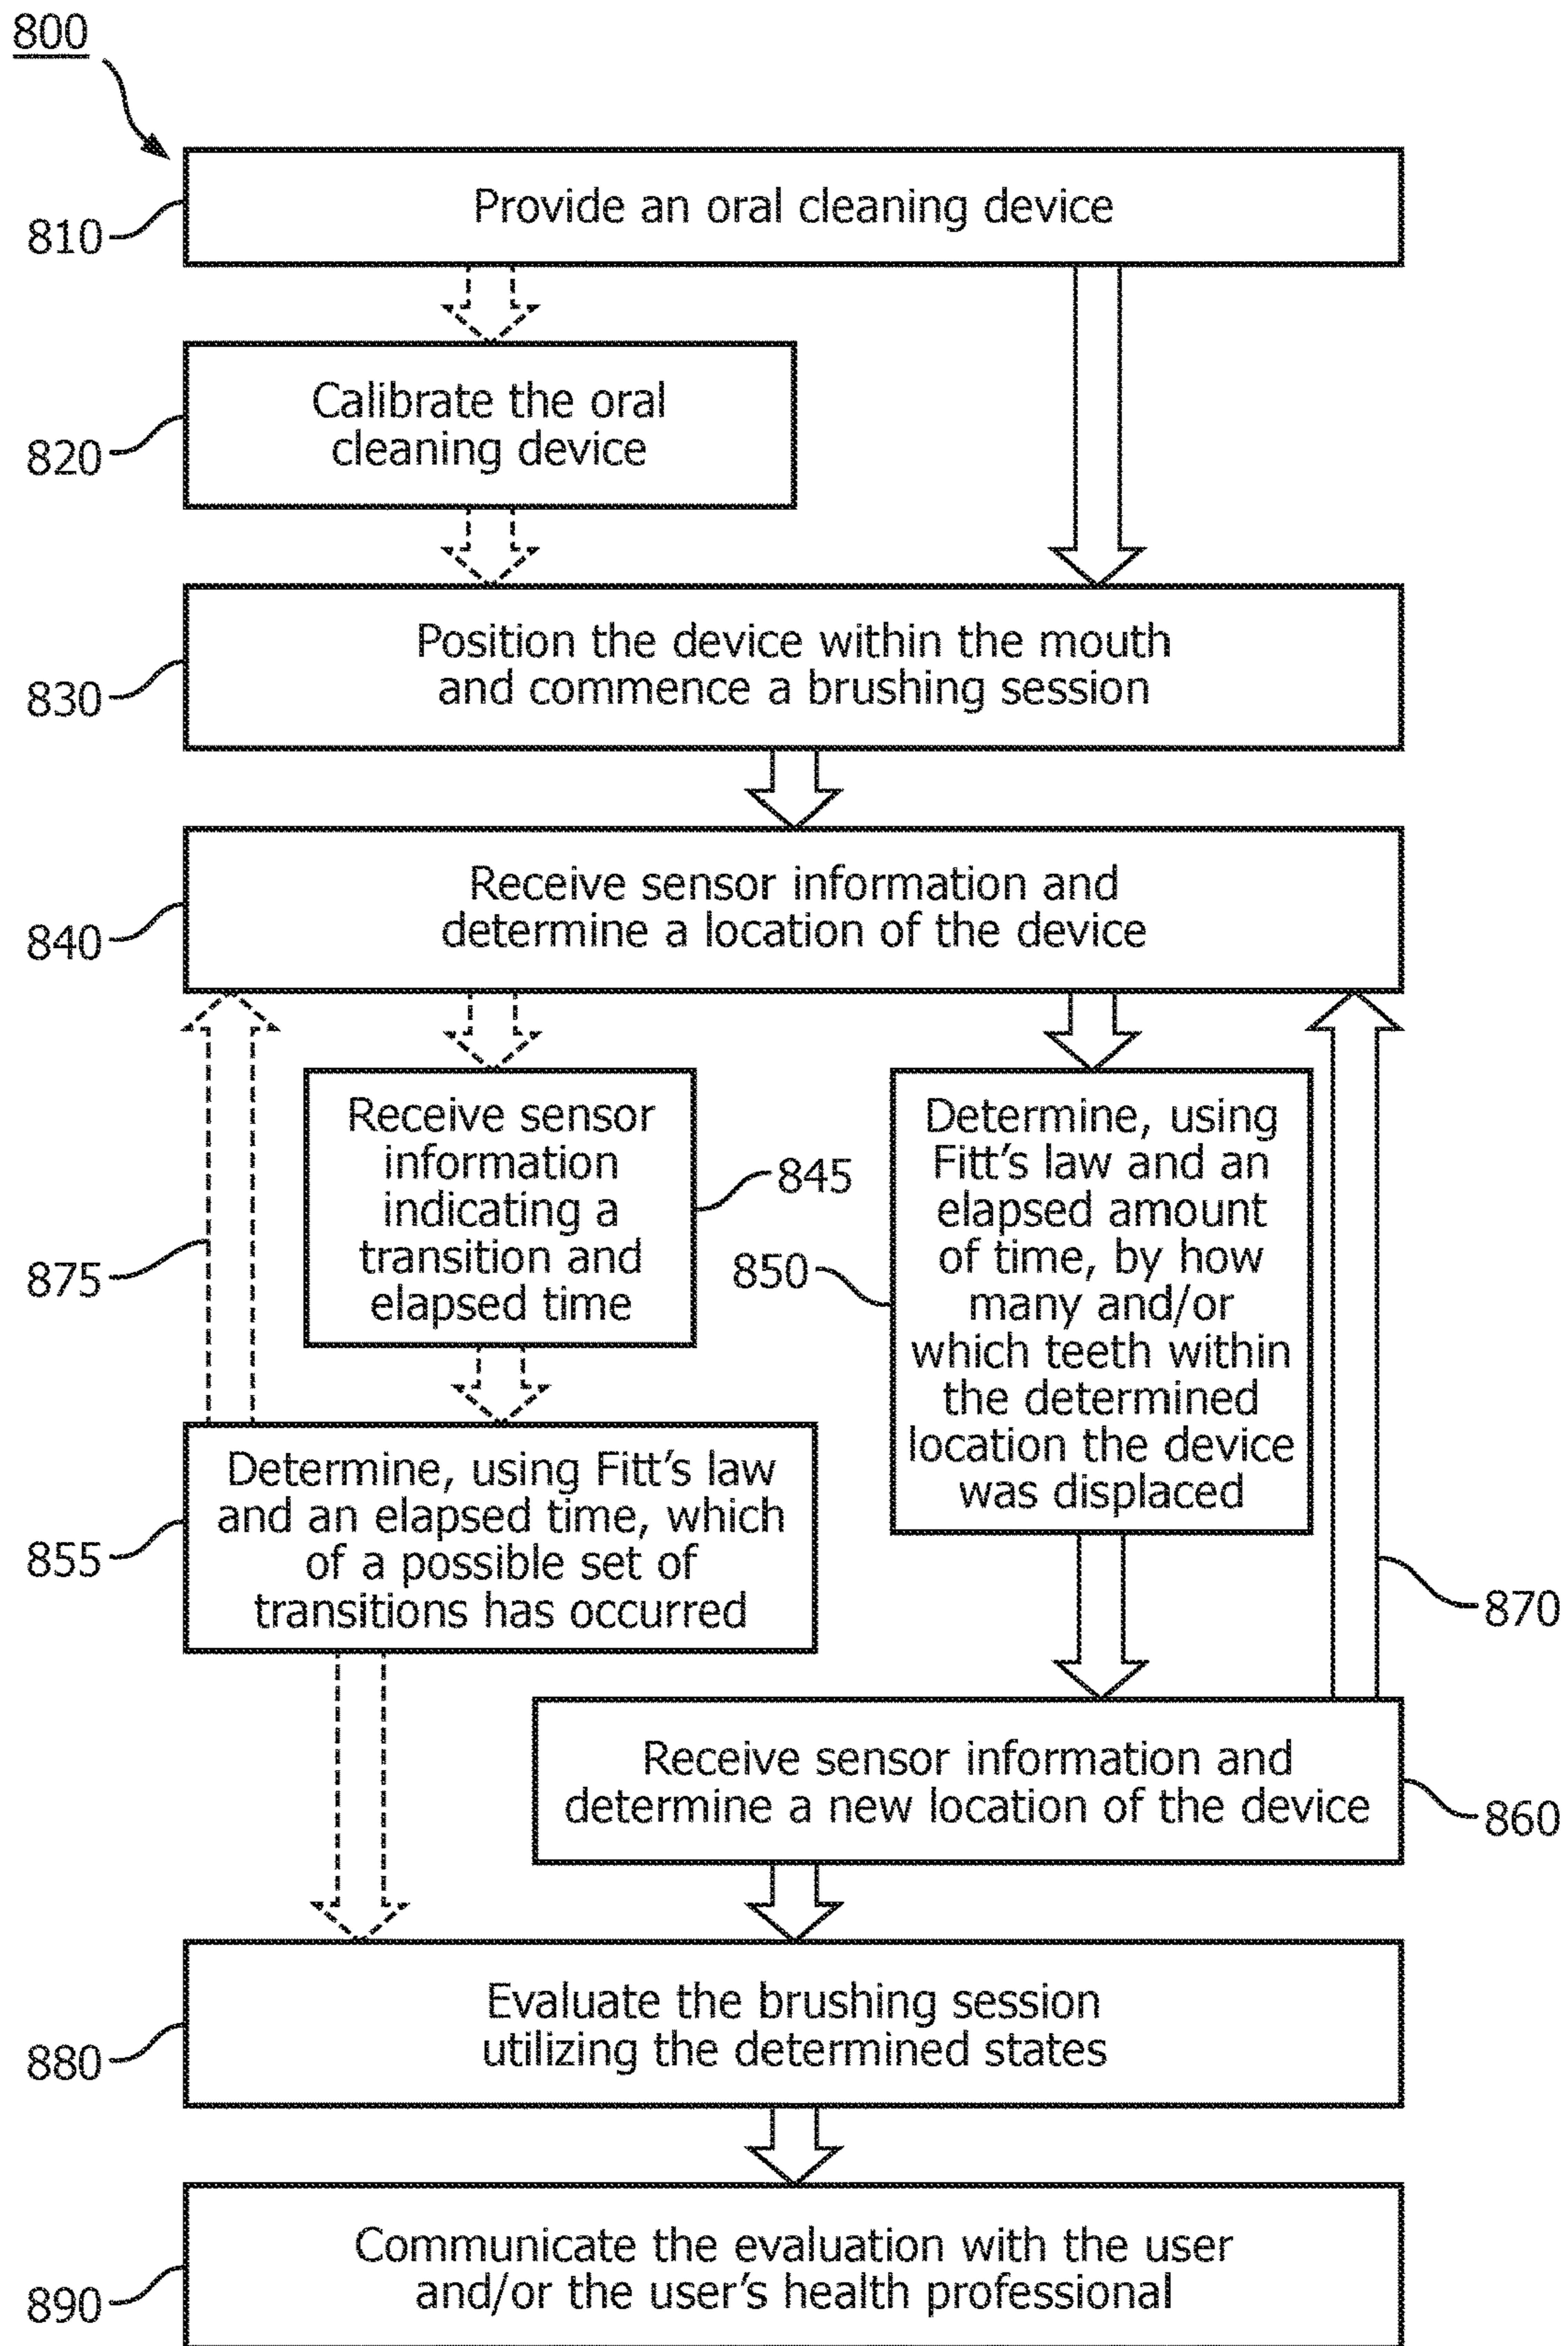 800
810
Provide an oral cleaning device
820
Calibrate the oral
cleaning device
830
Position the device within the mouth
and commence a brushing session
840
Receive sensor information and
determine a location of the device
875
Receive sensor
information
indicating a
transition and
elapsed time
845
850
Determine, using
Fitt's law and an
elapsed amount
of time, by how
many and/or
which teeth within
the determined
location the device
was displaced
855
Determine, using Fitt's law
and an elapsed time, which
of a possible set of
transitions has occurred
870
Receive sensor information and
determine a new location of the device
860
880
Evaluate the brushing session
utilizing the determined states
890
Communicate the evaluation with the user
and/or the user's health professional